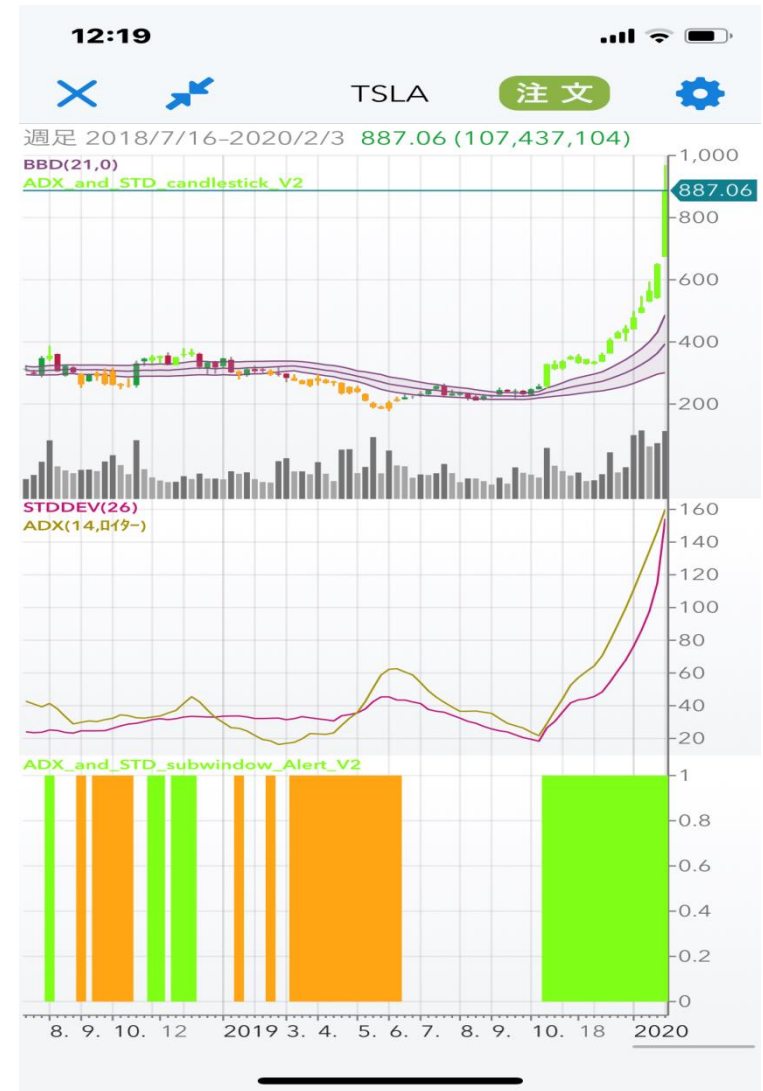 12:19
TSLA 注文
週足 2018/7/16-2020/2/3 887.06 (107,437,104)
BBD(21,0)
ADX_and_STD_candlestick_V2
1,000
887.06
800
600
400
200
STDDEV(26)
ADX(14,ロイター)
160
140
120
100
80
60
40
20
ADX_and_STD_subwindow_Alert_V2
1
0.8
0.6
0.4
0.2
0
8. 9. 10. 12 2019 3. 4. 5. 6. 7. 8. 9. 10. 18 2020